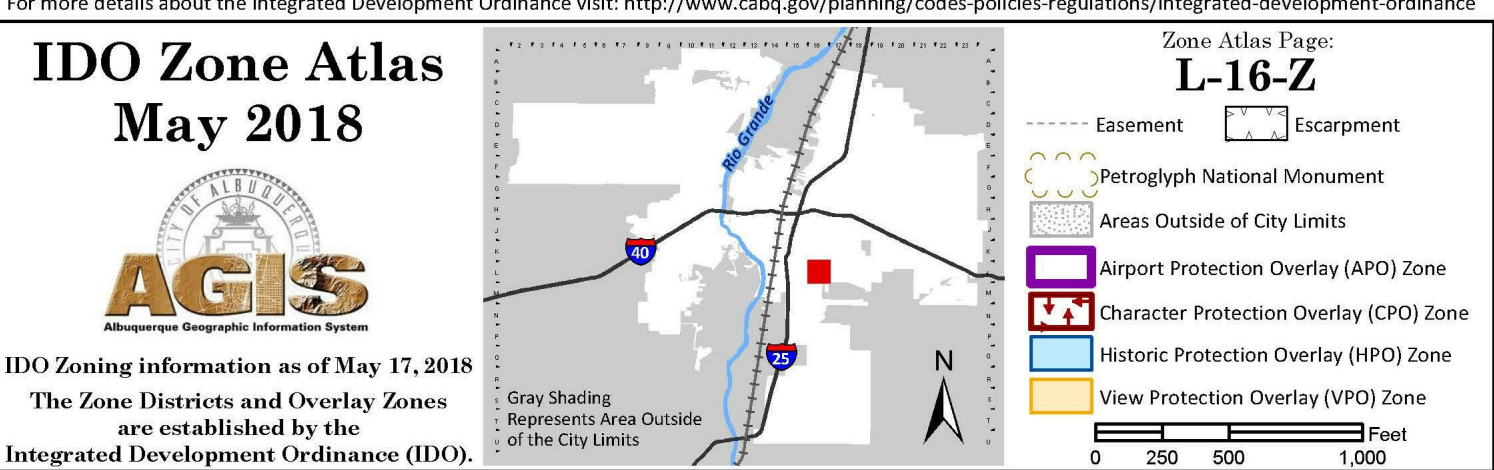 For more details about the Integrated Development Ordinance visit: http://www.cabq.gov/planning/codes-policies-regulations/integrated-development-ordinance
IDO Zone Atlas
May 2018
CITY OF ALBUQUERQUE
AGIS
Albuquerque Geographic Information System
IDO Zoning information as of May 17, 2018
The Zone Districts and Overlay Zones
are established by the
Integrated Development Ordinance (IDO).
Rio Grande
40
25
N
Gray Shading
Represents Area Outside
of the City Limits
Zone Atlas Page:
L-16-Z
Easement
Escarpment
Petroglyph National Monument
Areas Outside of City Limits
Airport Protection Overlay (APO) Zone
Character Protection Overlay (CPO) Zone
Historic Protection Overlay (HPO) Zone
View Protection Overlay (VPO) Zone
Feet
0 250 500 1,000